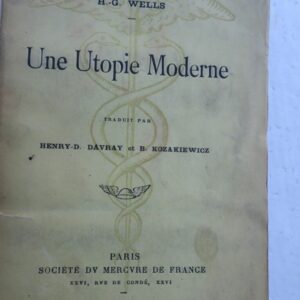 H.-G. WELLS
Une Utopie Moderne
TRADUIT PAR
HENRY-D. DAVRAY et B. KOZAKIEWICZ
PARIS
SOCIÉTÉ DV MERCVRE DE FRANCE
XXVI, RVE DE CONDÉ, XXVI